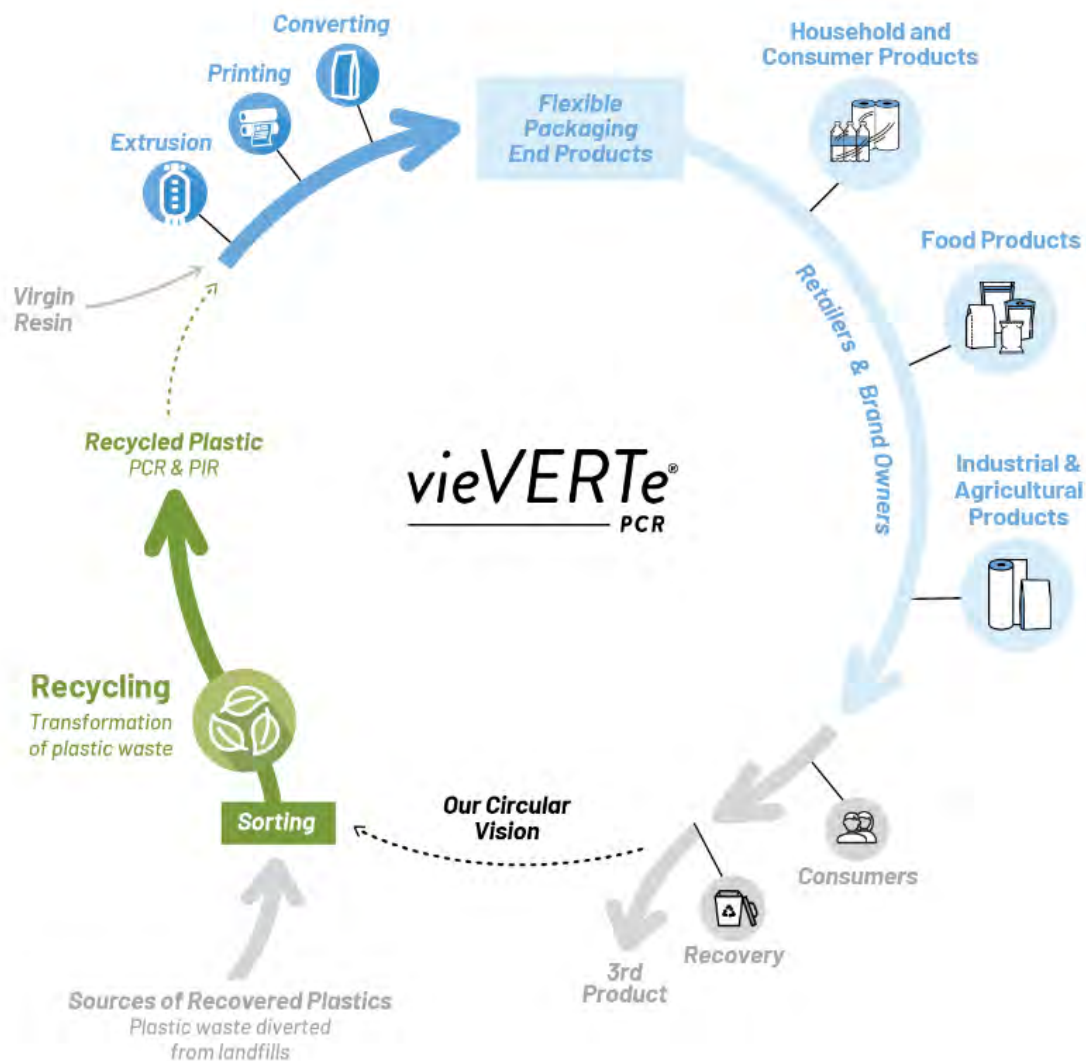 Converting
Printing
Extrusion
Virgin
Resin
Flexible
Packaging
End Products
Household and
Consumer Products
Food Products
Industrial &
Agricultural
Products
Retailers & Brand Owners
Consumers
Recovery
3rd
Product
Our Circular
Vision
Sorting
Sources of Recovered Plastics
Plastic waste diverted
from landfills
Recycling
Transformation
of plastic waste
Recycled Plastic
PCR & PIR
vieVERTe®
PCR